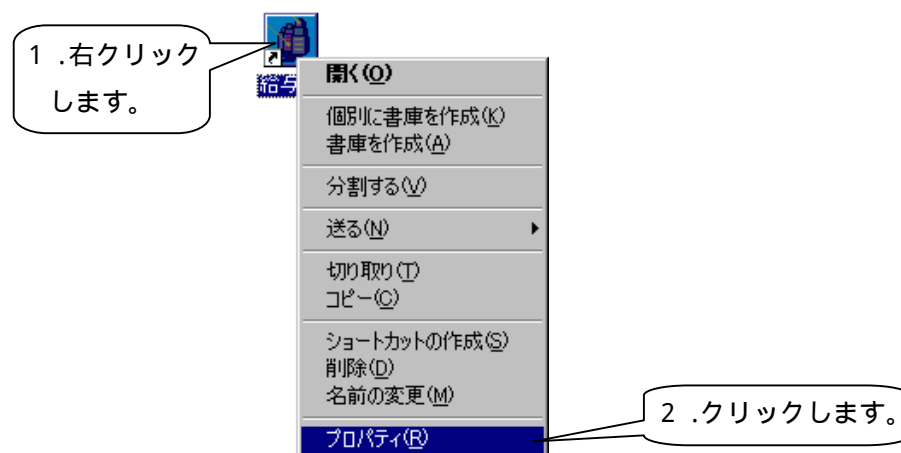 1 .右クリック
します。
給与
開く(O)
個別に書庫を作成(K)
書庫を作成(A)
分割する(V)
送る(N)
切り取り(T)
コピー(C)
ショートカットの作成(S)
削除(D)
名前の変更(M)
プロパティ(R)
2 .クリックします。